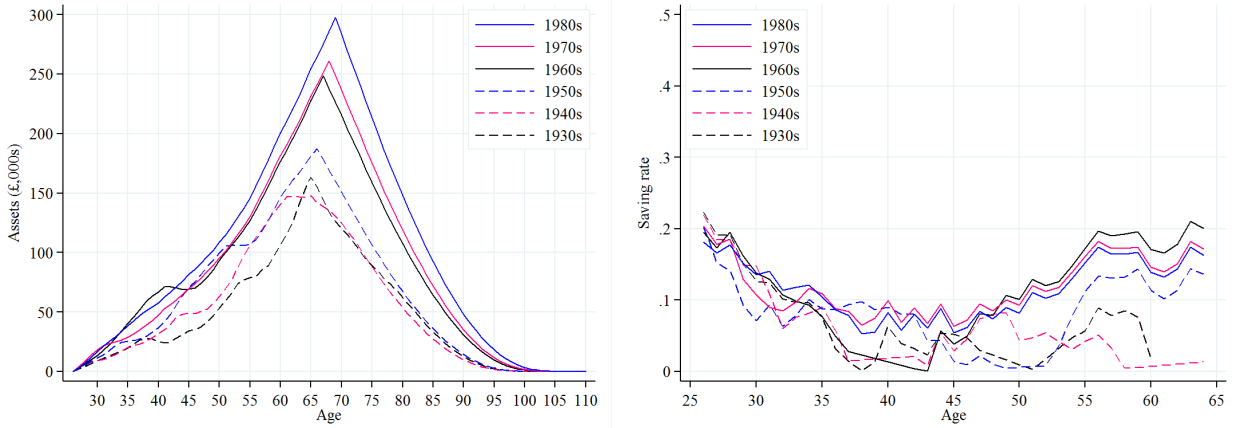 300
250
200
150
100
50
0
Assets (£,000s)
30 35 40 45 50 55 60 65 70 75 80 85 90 95 100 105 110
Age
1980s
1970s
1960s
1950s
1940s
1930s
.5
.4
.3
.2
.1
0
Saving rate
25 30 35 40 45 50 55 60 65
Age
1980s
1970s
1960s
1950s
1940s
1930s